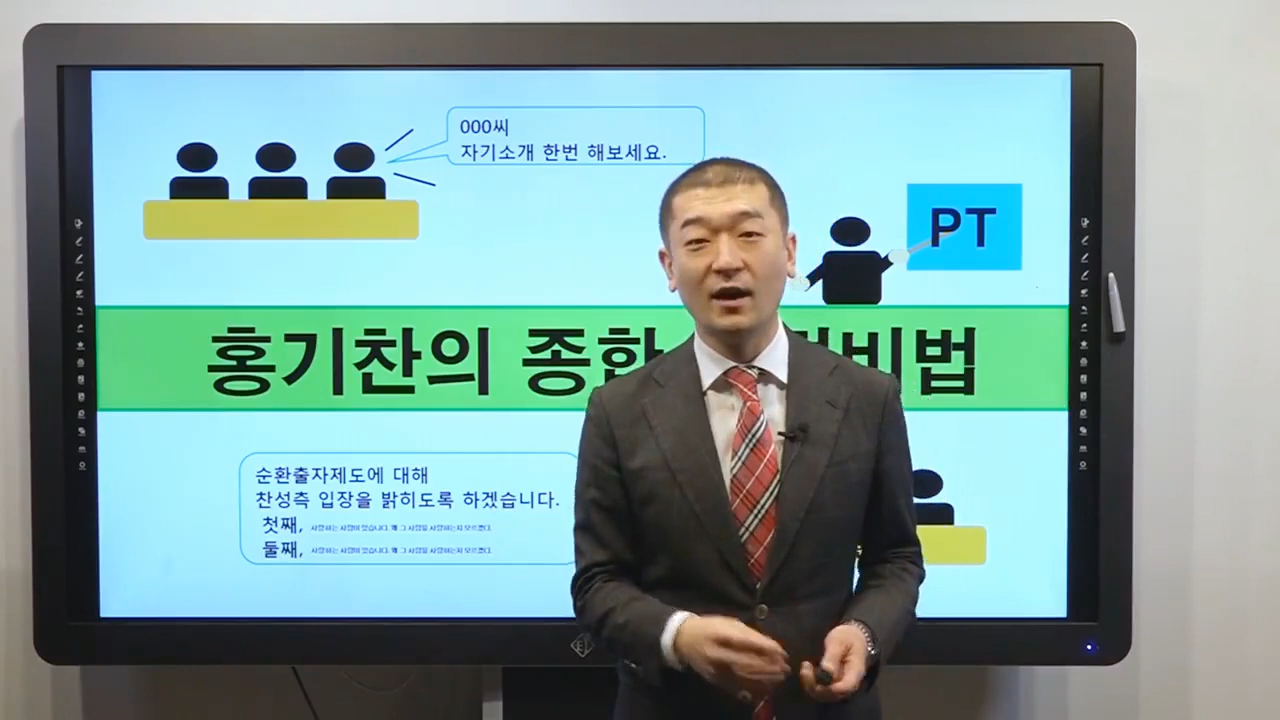 000씨
자기소개 한번 해보세요.
PT
홍기찬의 종합 비법
순환출자제도에 대해
찬성측 입장을 밝히도록 하겠습니다.
첫째,
둘째,